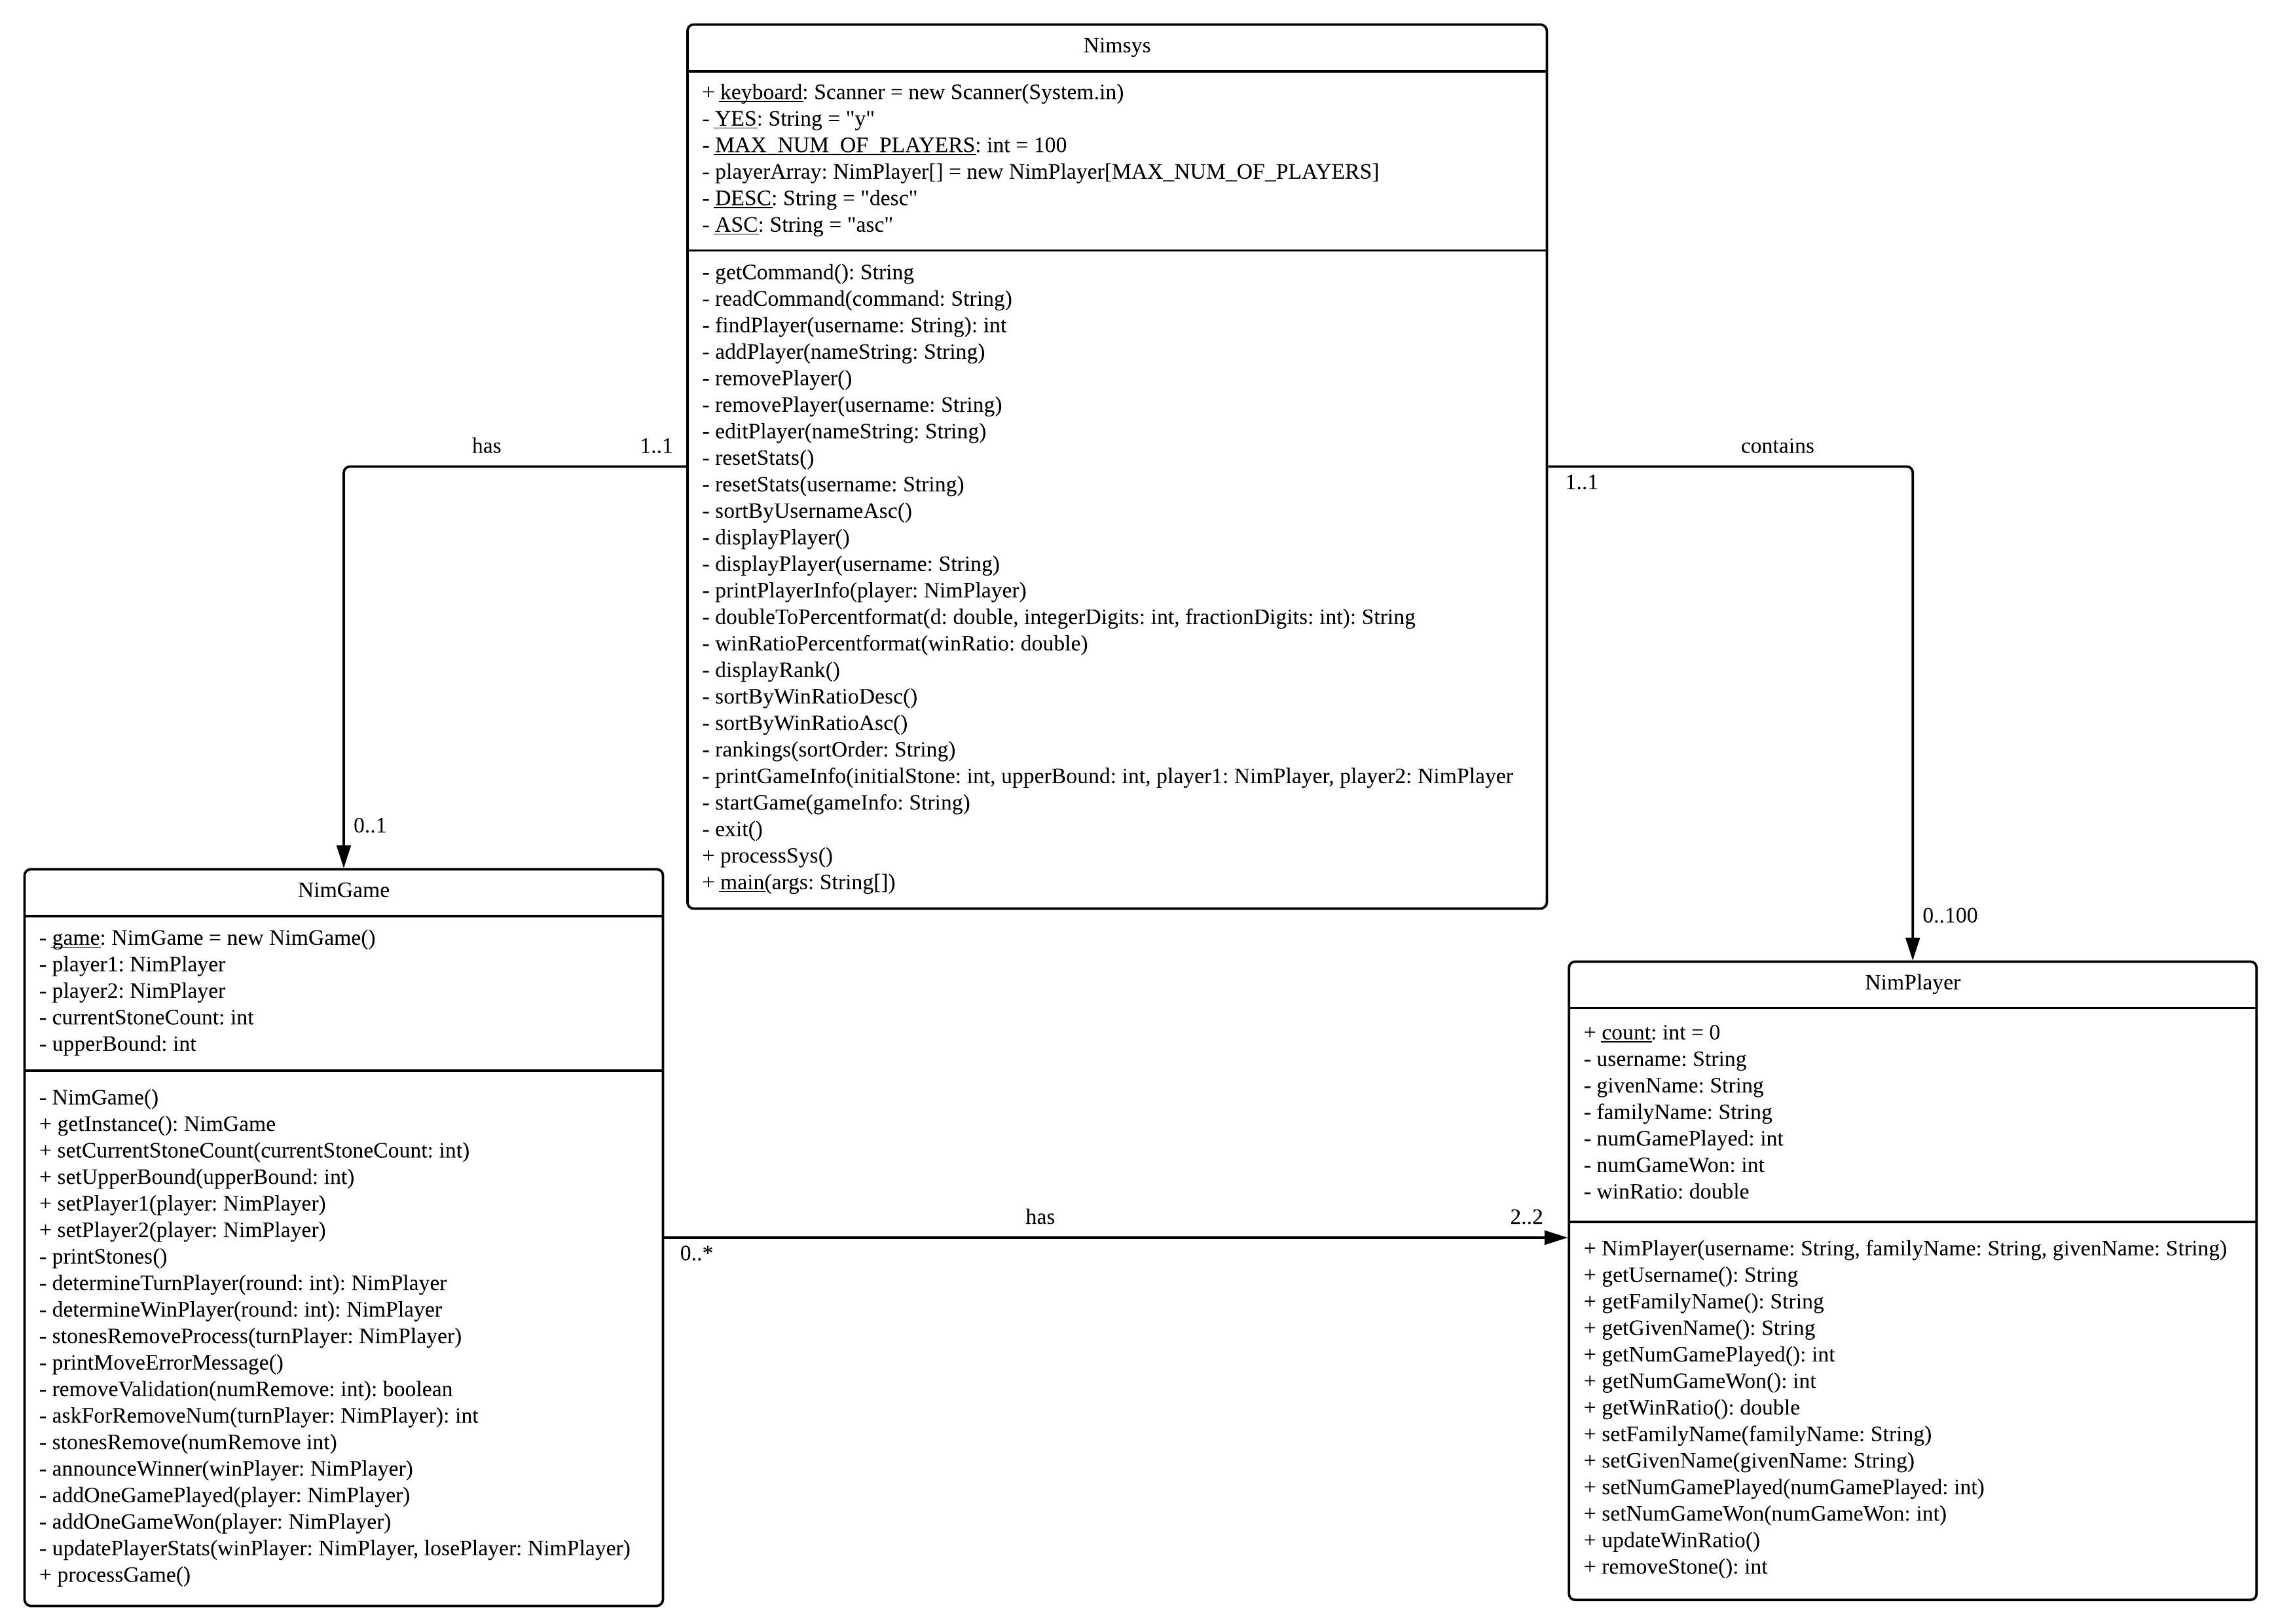 Nimsys
+ keyboard: Scanner = new Scanner(System.in)
- YES: String = "y"
- MAX_NUM_OF_PLAYERS: int = 100
- playerArray: NimPlayer[] = new NimPlayer[MAX_NUM_OF_PLAYERS]
- DESC: String = "desc"
- ASC: String = "asc"
- getCommand(): String
- readCommand(command: String)
- findPlayer(username: String): int
- addPlayer(nameString: String)
- removePlayer()
- removePlayer(username: String)
- editPlayer(nameString: String)
- resetStats()
- resetStats(username: String)
- sortByUsernameAsc()
- displayPlayer()
- displayPlayer(username: String)
- printPlayerInfo(player: NimPlayer)
- doubleToPercentformat(d: double, integerDigits: int, fractionDigits: int): String
- winRatioPercentformat(winRatio: double)
- displayRank()
- sortByWinRatioDesc()
- sortByWinRatioAsc()
- rankings(sortOrder: String)
- printGameInfo(initialStone: int, upperBound: int, player1: NimPlayer, player2: NimPlayer
- startGame(gameInfo: String)
- exit()
+ processSys()
+ main(args: String[])
has
1..1
0..1
contains
1..1
0..100
NimGame
- game: NimGame = new NimGame()
- player1: NimPlayer
- player2: NimPlayer
- currentStoneCount: int
- upperBound: int
- NimGame()
+ getInstance(): NimGame
+ setCurrentStoneCount(currentStoneCount: int)
+ setUpperBound(upperBound: int)
+ setPlayer1(player: NimPlayer)
+ setPlayer2(player: NimPlayer)
- printStones()
- determineTurnPlayer(round: int): NimPlayer
- determineWinPlayer(round: int): NimPlayer
- stonesRemoveProcess(turnPlayer: NimPlayer)
- printMoveErrorMessage()
- removeValidation(numRemove: int): boolean
- askForRemoveNum(turnPlayer: NimPlayer): int
- stonesRemove(numRemove int)
- announceWinner(winPlayer: NimPlayer)
- addOneGamePlayed(player: NimPlayer)
- addOneGameWon(player: NimPlayer)
- updatePlayerStats(winPlayer: NimPlayer, losePlayer: NimPlayer)
+ processGame()
has
0..*
2..2
NimPlayer
+ count: int = 0
- username: String
- givenName: String
- familyName: String
- numGamePlayed: int
- numGameWon: int
- winRatio: double
+ NimPlayer(username: String, familyName: String, givenName: String)
+ getUsername(): String
+ getFamilyName(): String
+ getGivenName(): String
+ getNumGamePlayed(): int
+ getNumGameWon(): int
+ getWinRatio(): double
+ setFamilyName(familyName: String)
+ setGivenName(givenName: String)
+ setNumGamePlayed(numGamePlayed: int)
+ setNumGameWon(numGameWon: int)
+ updateWinRatio()
+ removeStone(): int